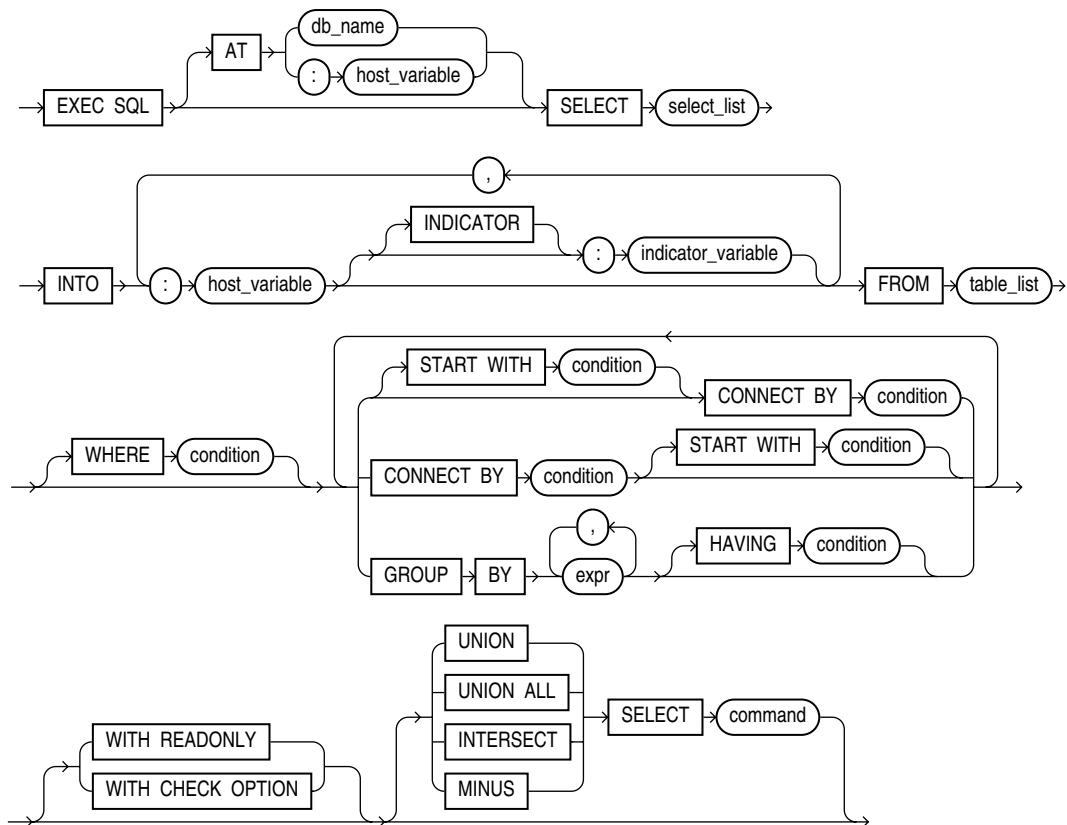 db_name
AT
: host_variable
EXEC SQL SELECT select_list
,
INDICATOR
INTO : host_variable : indicator_variable FROM table_list
START WITH condition
CONNECT BY condition
WHERE condition
START WITH condition
CONNECT BY condition
,
HAVING condition
GROUP BY expr
UNION
UNION ALL
SELECT command
WITH READONLY
INTERSECT
WITH CHECK OPTION
MINUS